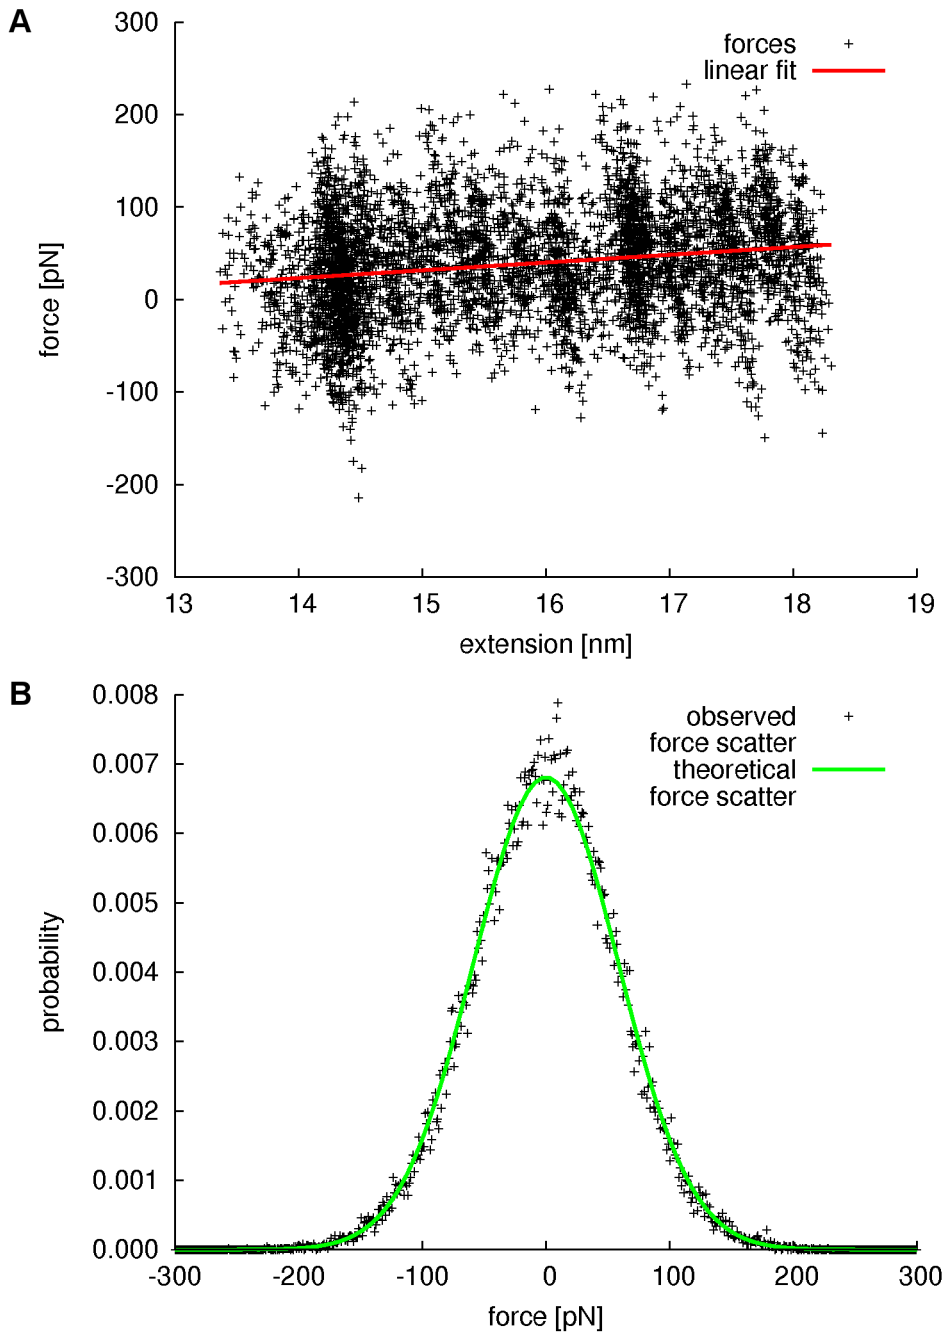 A
300
200
100
0
-100
-200
-300
force [pN]
forces
linear fit
13
14
15
16
17
18
19
extension [nm]
B
0.008
0.007
0.006
0.005
0.004
0.003
0.002
0.001
0.000
probability
observed
force scatter
theoretical
force scatter
-300
-200
-100
0
100
200
300
force [pN]